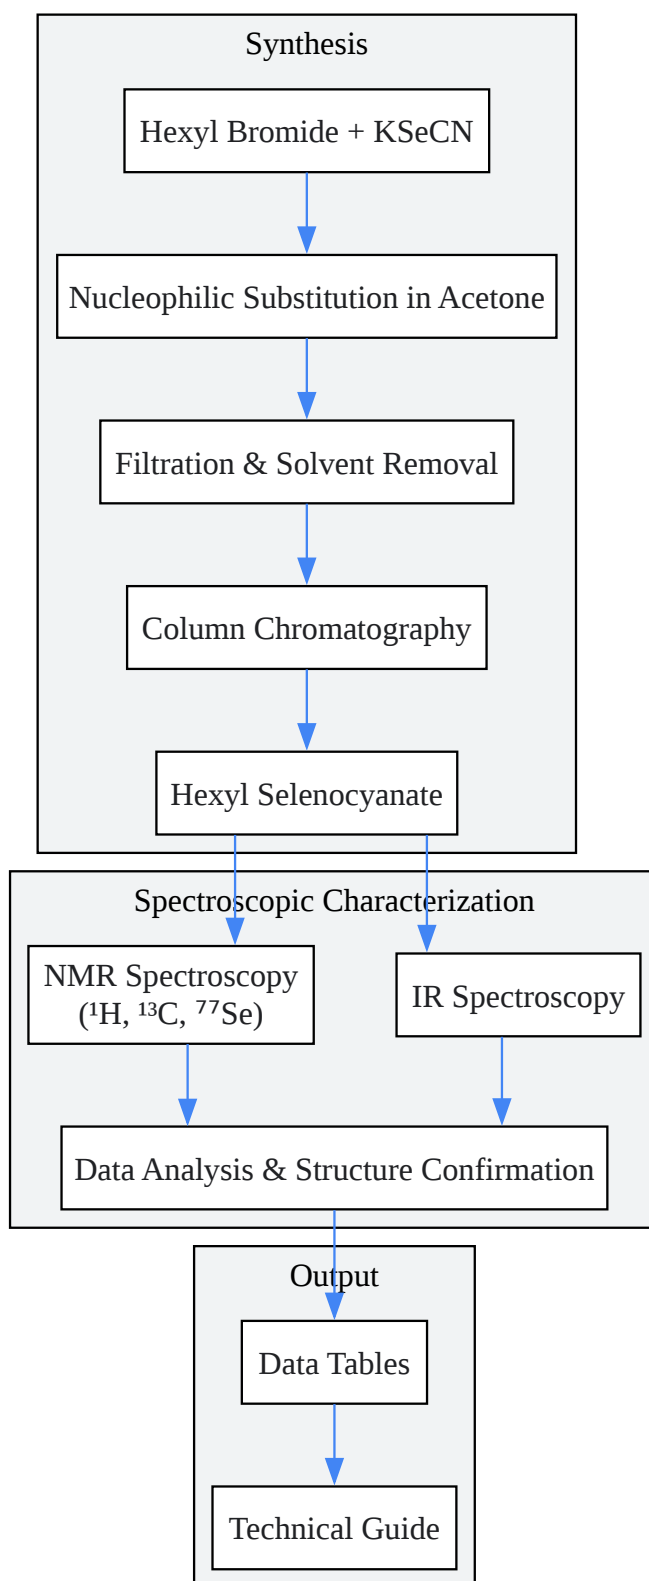 Synthesis
Hexyl Bromide + KSeCN
Nucleophilic Substitution in Acetone
Filtration & Solvent Removal
Column Chromatography
Hexyl Selenocyanate
Spectroscopic Characterization
NMR Spectroscopy
(¹H, ¹³C, ⁷⁷Se)
IR Spectroscopy
Data Analysis & Structure Confirmation
Output
Data Tables
Technical Guide